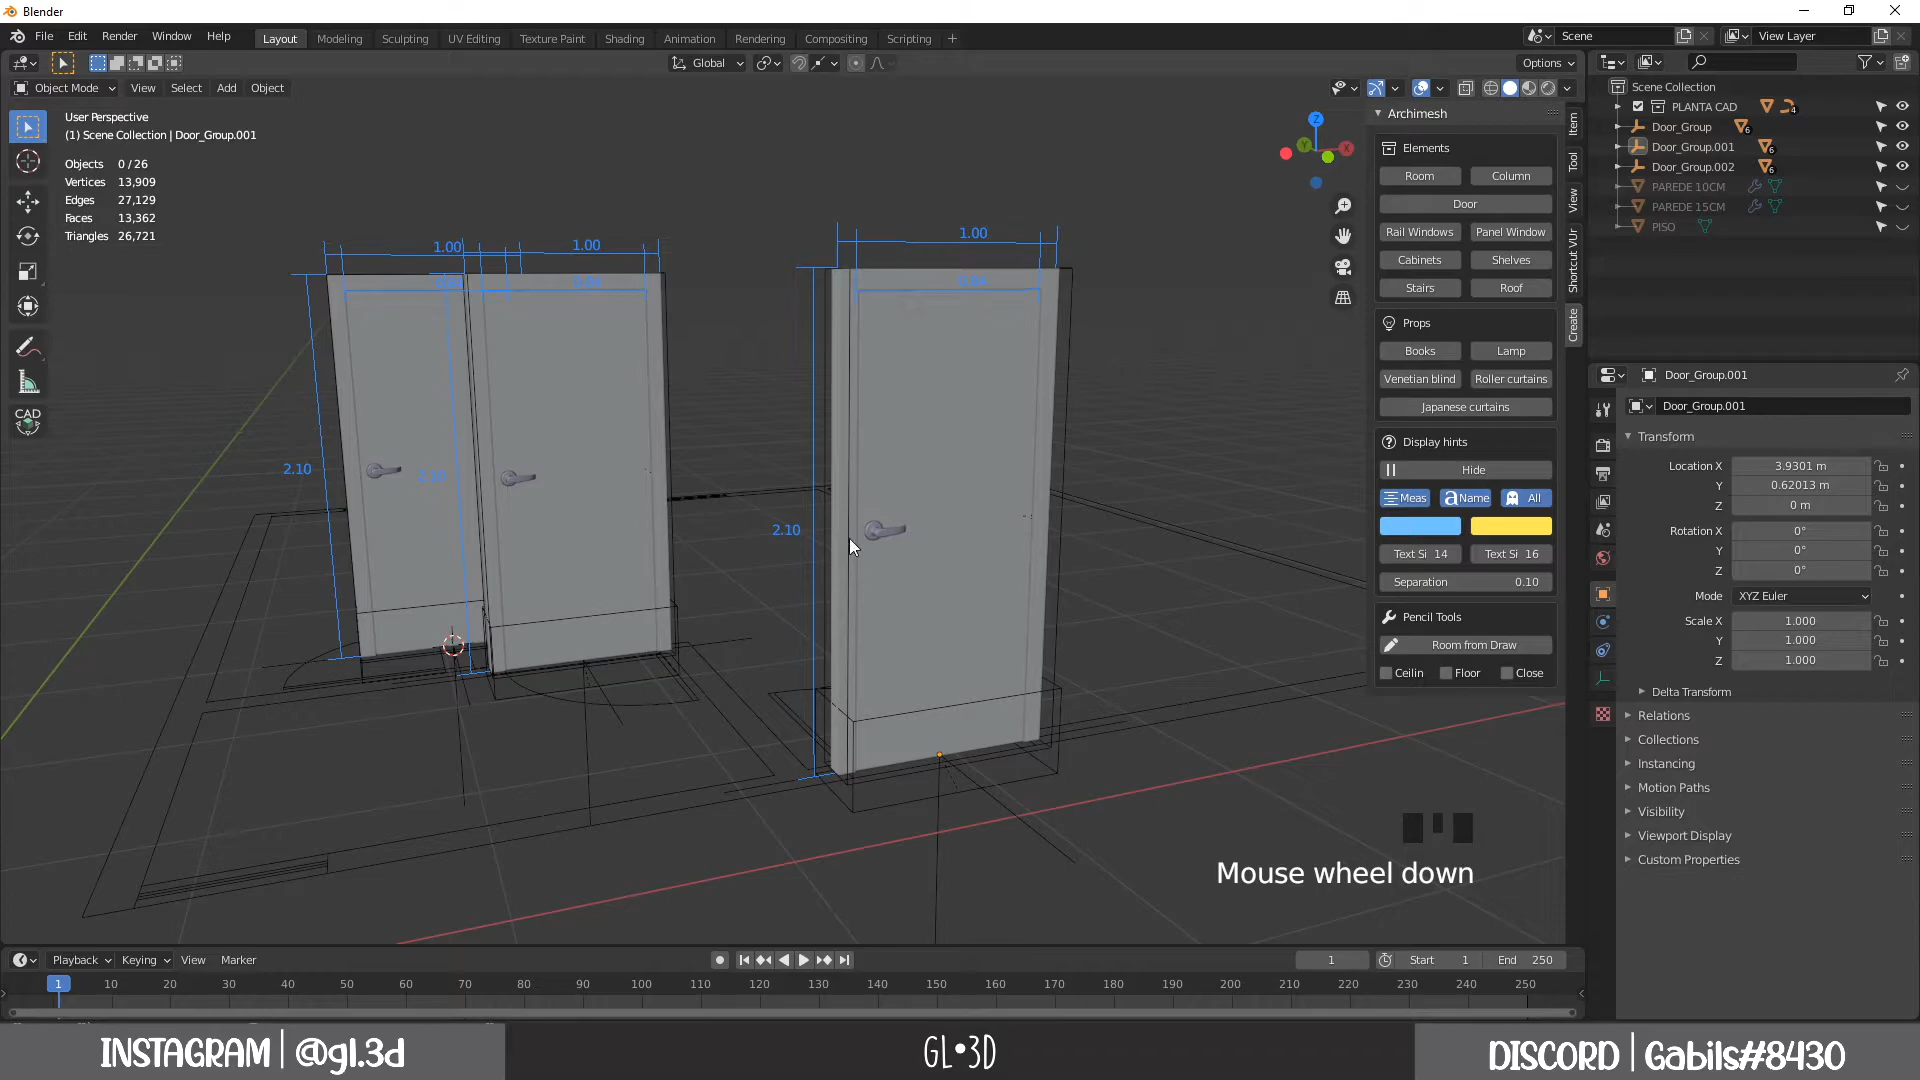 Blender
File Edit Render Window Help
Layout Modeling Sculpting UV Editing Texture Paint Shading Animation Rendering Compositing Scripting +
Scene View Layer
Global Options
Object Mode View Select Add Object
User Perspective
(1) Scene Collection | Door_Group.001
Objects 0 / 26
Vertices 13,909
Edges 27,129
Faces 13,362
Triangles 26,721
CAD
1.00 1.00 1.00
2.10 2.10 2.10
Z
Y
X
Archimesh
Elements
Room Column
Door
Rail Windows Panel Window
Cabinets Shelves
Stairs Roof
Props
Books Lamp
Venetian blind Roller curtains
Japanese curtains
Display hints
Hide
Meas Name All
Text Si 14 Text Si 16
Separation 0.10
Pencil Tools
Room from Draw
Ceilin Floor Close
Item
Tool
View
Shortcut VUr
Create
Scene Collection
PLANTA CAD 4
Door_Group 6
Door_Group.001 6
Door_Group.002 6
PAREDE 10CM
PAREDE 15CM
PISO
Door_Group.001
Door_Group.001
Transform
Location X 3.9301 m
Y 0.62013 m
Z 0 m
Rotation X 0°
Y 0°
Z 0°
Mode XYZ Euler
Scale X 1.000
Y 1.000
Z 1.000
Delta Transform
Relations
Collections
Instancing
Motion Paths
Visibility
Viewport Display
Custom Properties
Mouse wheel down
Playback Keying View Marker 1 Start 1 End 250
1 10 20 30 40 50 60 70 80 90 100 110 120 130 140 150 160 170 180 190 200 210 220 230 240 250
INSTAGRAM | @gl.3d GL•3D DISCORD | Gabils#8430